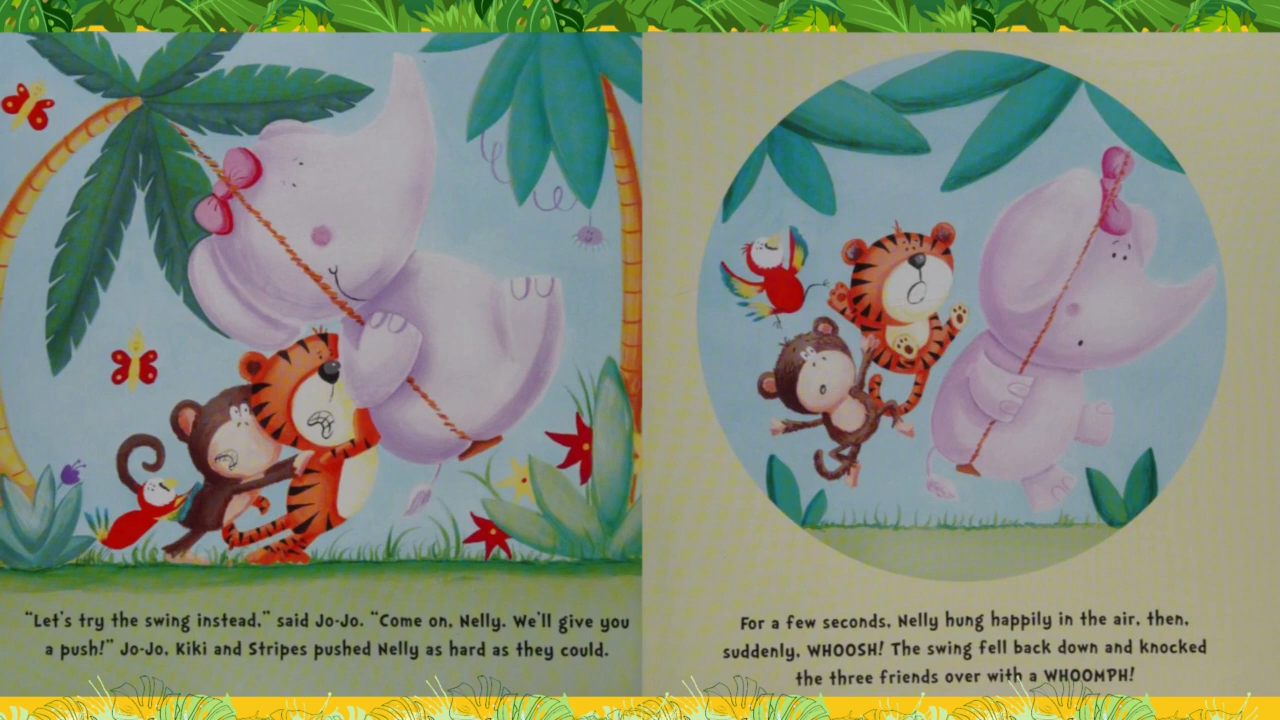 “Let’s try the swing instead,” said Jo-Jo. “Come on, Nelly. We’ll give you
a push!” Jo-Jo, Kiki and Stripes pushed Nelly as hard as they could.
For a few seconds, Nelly hung happily in the air, then,
suddenly, WHOOSH! The swing fell back down and knocked
the three friends over with a WHOOMPH!